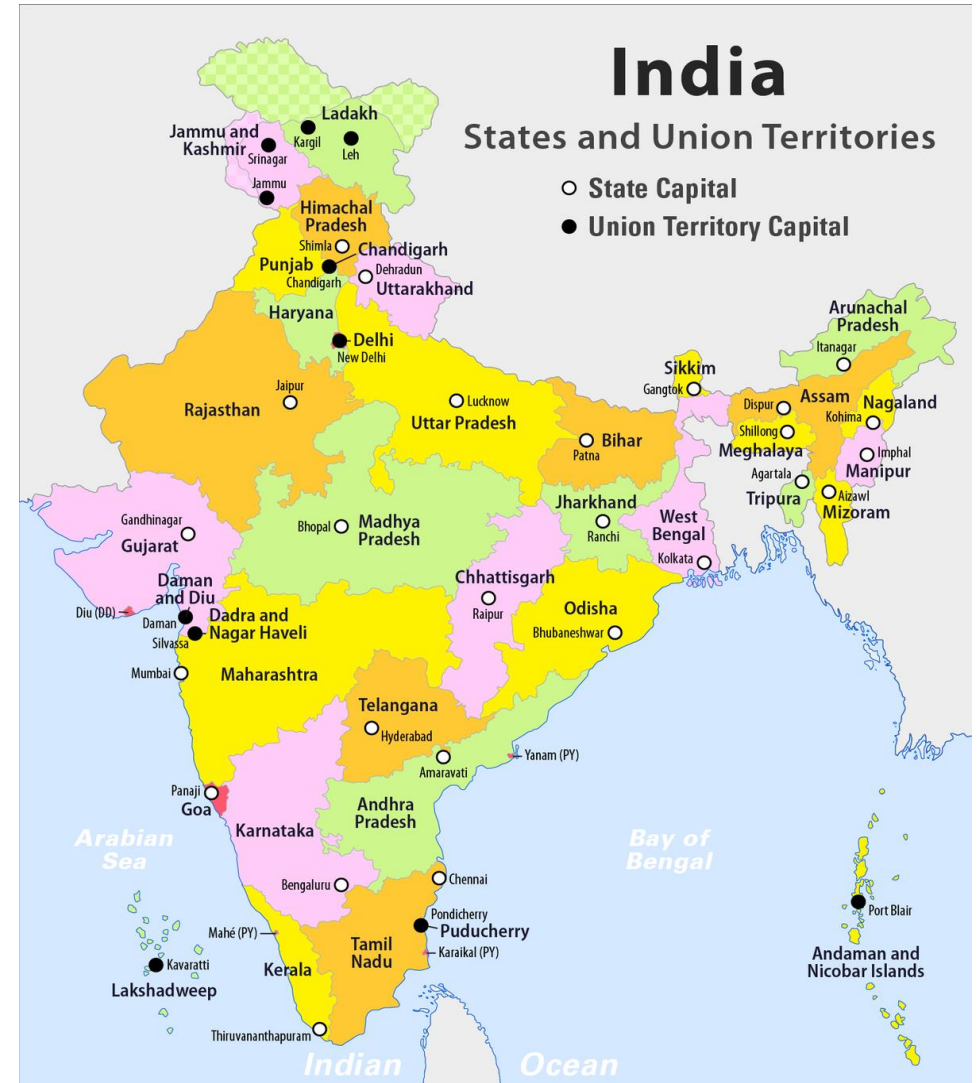 India
States and Union Territories
State Capital
Union Territory Capital
Ladakh
Kargil
Leh
Jammu and
Kashmir
Srinagar
Jammu
Himachal
Pradesh
Shimla
Chandigarh
Punjab
Chandigarh
Dehradun
Uttarakhand
Haryana
Delhi
New Delhi
Arunachal
Pradesh
Itanagar
Sikkim
Gangtok
Jaipur
Rajasthan
Lucknow
Uttar Pradesh
Dispur
Assam
Nagaland
Kohima
Shillong
Meghalaya
Imphal
Manipur
Bihar
Patna
Agartala
Tripura
Aizawl
Mizoram
Jharkhand
Ranchi
West
Bengal
Kolkata
Gandhinagar
Gujarat
Bhopal
Madhya
Pradesh
Chhattisgarh
Raipur
Daman
and Diu
Diu (DD)
Daman
Dadra and
Nagar Haveli
Silvassa
Odisha
Bhubaneshwar
Mumbai
Maharashtra
Telangana
Hyderabad
Amaravati
Yanam (PY)
Panaji
Goa
Andhra
Pradesh
Karnataka
Arabian
Sea
Bay of
Bengal
Bengaluru
Chennai
Pondicherry
Puducherry
Port Blair
Mahé (PY)
Tamil
Nadu
Karaikal (PY)
Andaman and
Nicobar Islands
Kavaratti
Lakshadweep
Kerala
Thiruvananthapuram
Indian Ocean